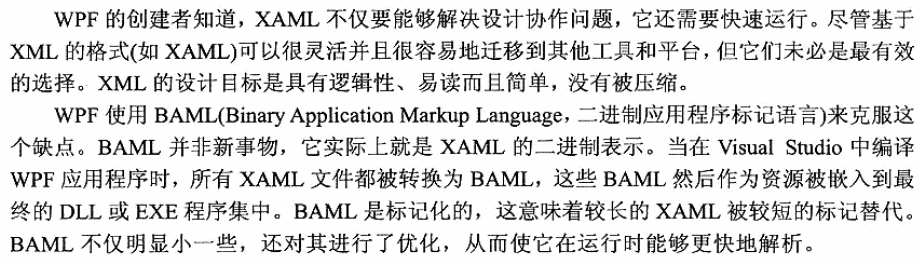 WPF 的创建者知道，XAML 不仅要能够解决设计协作问题，它还需要快速运行。尽管基于
XML 的格式(如 XAML)可以很灵活并且很容易地迁移到其他工具和平台，但它们未必是最有效
的选择。XML 的设计目标是具有逻辑性、易读而且简单，没有被压缩。
WPF 使用 BAML(Binary Application Markup Language，二进制应用程序标记语言)来克服这
个缺点。BAML 并非新事物，它实际上就是 XAML 的二进制表示。当在 Visual Studio 中编译
WPF 应用程序时，所有 XAML 文件都被转换为 BAML，这些 BAML 然后作为资源被嵌入到最
终的 DLL 或 EXE 程序集中。BAML 是标记化的，这意味着较长的 XAML 被较短的标记替代。
BAML 不仅明显小一些，还对其进行了优化，从而使它在运行时能够更快地解析。